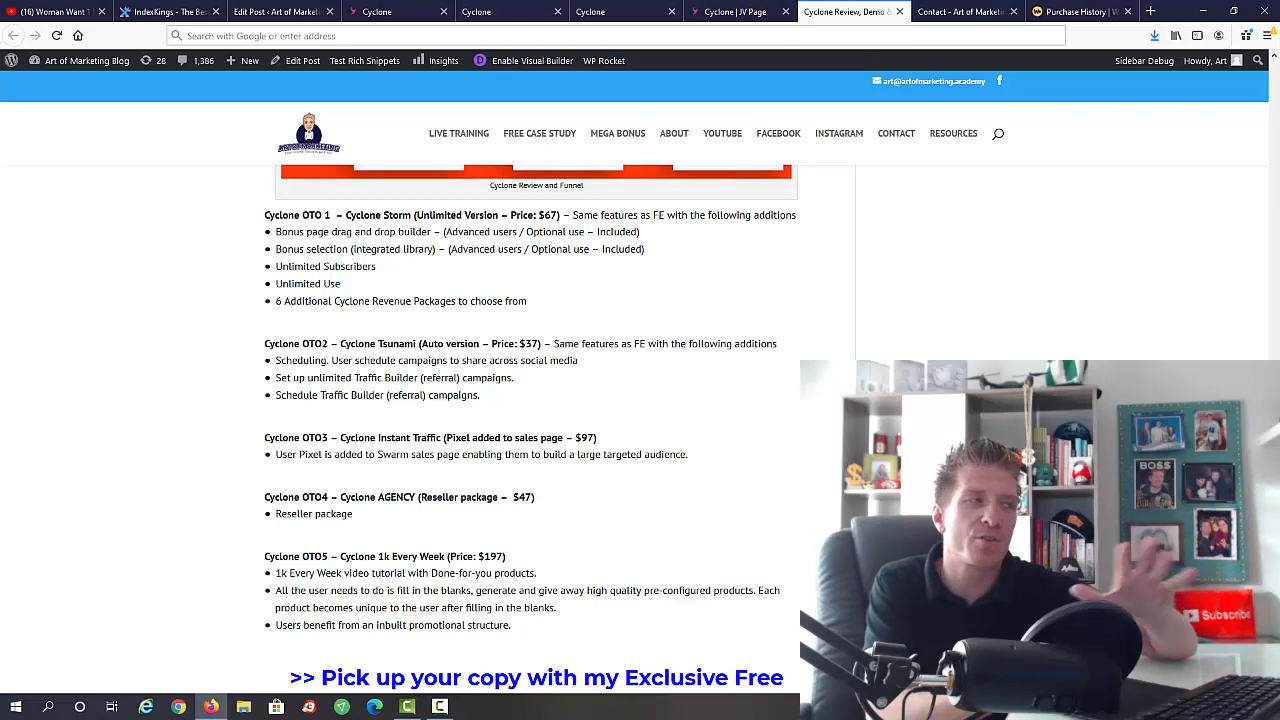 (16) Woman Want T
IndexKings - The Bes
Edit Post ‹ Art of Marketin
Cyclone
Cyclone
Cyclone
Cyclone | JV Page
Cyclone Review, Demo &
Contact - Art of Marketin
Purchase History | W
Search with Google or enter address
Art of Marketing Blog
28
1,386
New
Edit Post
Test Rich Snippets
Insights
Enable Visual Builder
WP Rocket
Sidebar Debug
Howdy, Art
art@artofmarketing.academy
ART OF MARKETING
LIVE TRAINING
FREE CASE STUDY
MEGA BONUS
ABOUT
YOUTUBE
FACEBOOK
INSTAGRAM
CONTACT
RESOURCES
Cyclone Review and Funnel
Cyclone OTO 1 – Cyclone Storm (Unlimited Version – Price: $67) – Same features as FE with the following additions
• Bonus page drag and drop builder – (Advanced users / Optional use – Included)
• Bonus selection (integrated library) – (Advanced users / Optional use – Included)
• Unlimited Subscribers
• Unlimited Use
• 6 Additional Cyclone Revenue Packages to choose from
Cyclone OTO2 – Cyclone Tsunami (Auto version – Price: $37) – Same features as FE with the following additions
• Scheduling. User schedule campaigns to share across social media
• Set up unlimited Traffic Builder (referral) campaigns.
• Schedule Traffic Builder (referral) campaigns.
Cyclone OTO3 – Cyclone Instant Traffic (Pixel added to sales page – $97)
• User Pixel is added to Swarm sales page enabling them to build a large targeted audience.
Cyclone OTO4 – Cyclone AGENCY (Reseller package – $47)
• Reseller package
Cyclone OTO5 – Cyclone 1k Every Week (Price: $197)
• 1k Every Week video tutorial with Done-for-you products.
• All the user needs to do is fill in the blanks, generate and give away high quality pre-configured products. Each
product becomes unique to the user after filling in the blanks.
• Users benefit from an inbuilt promotional structure.
>> Pick up your copy with my Exclusive Free
BOSS
Subscribe